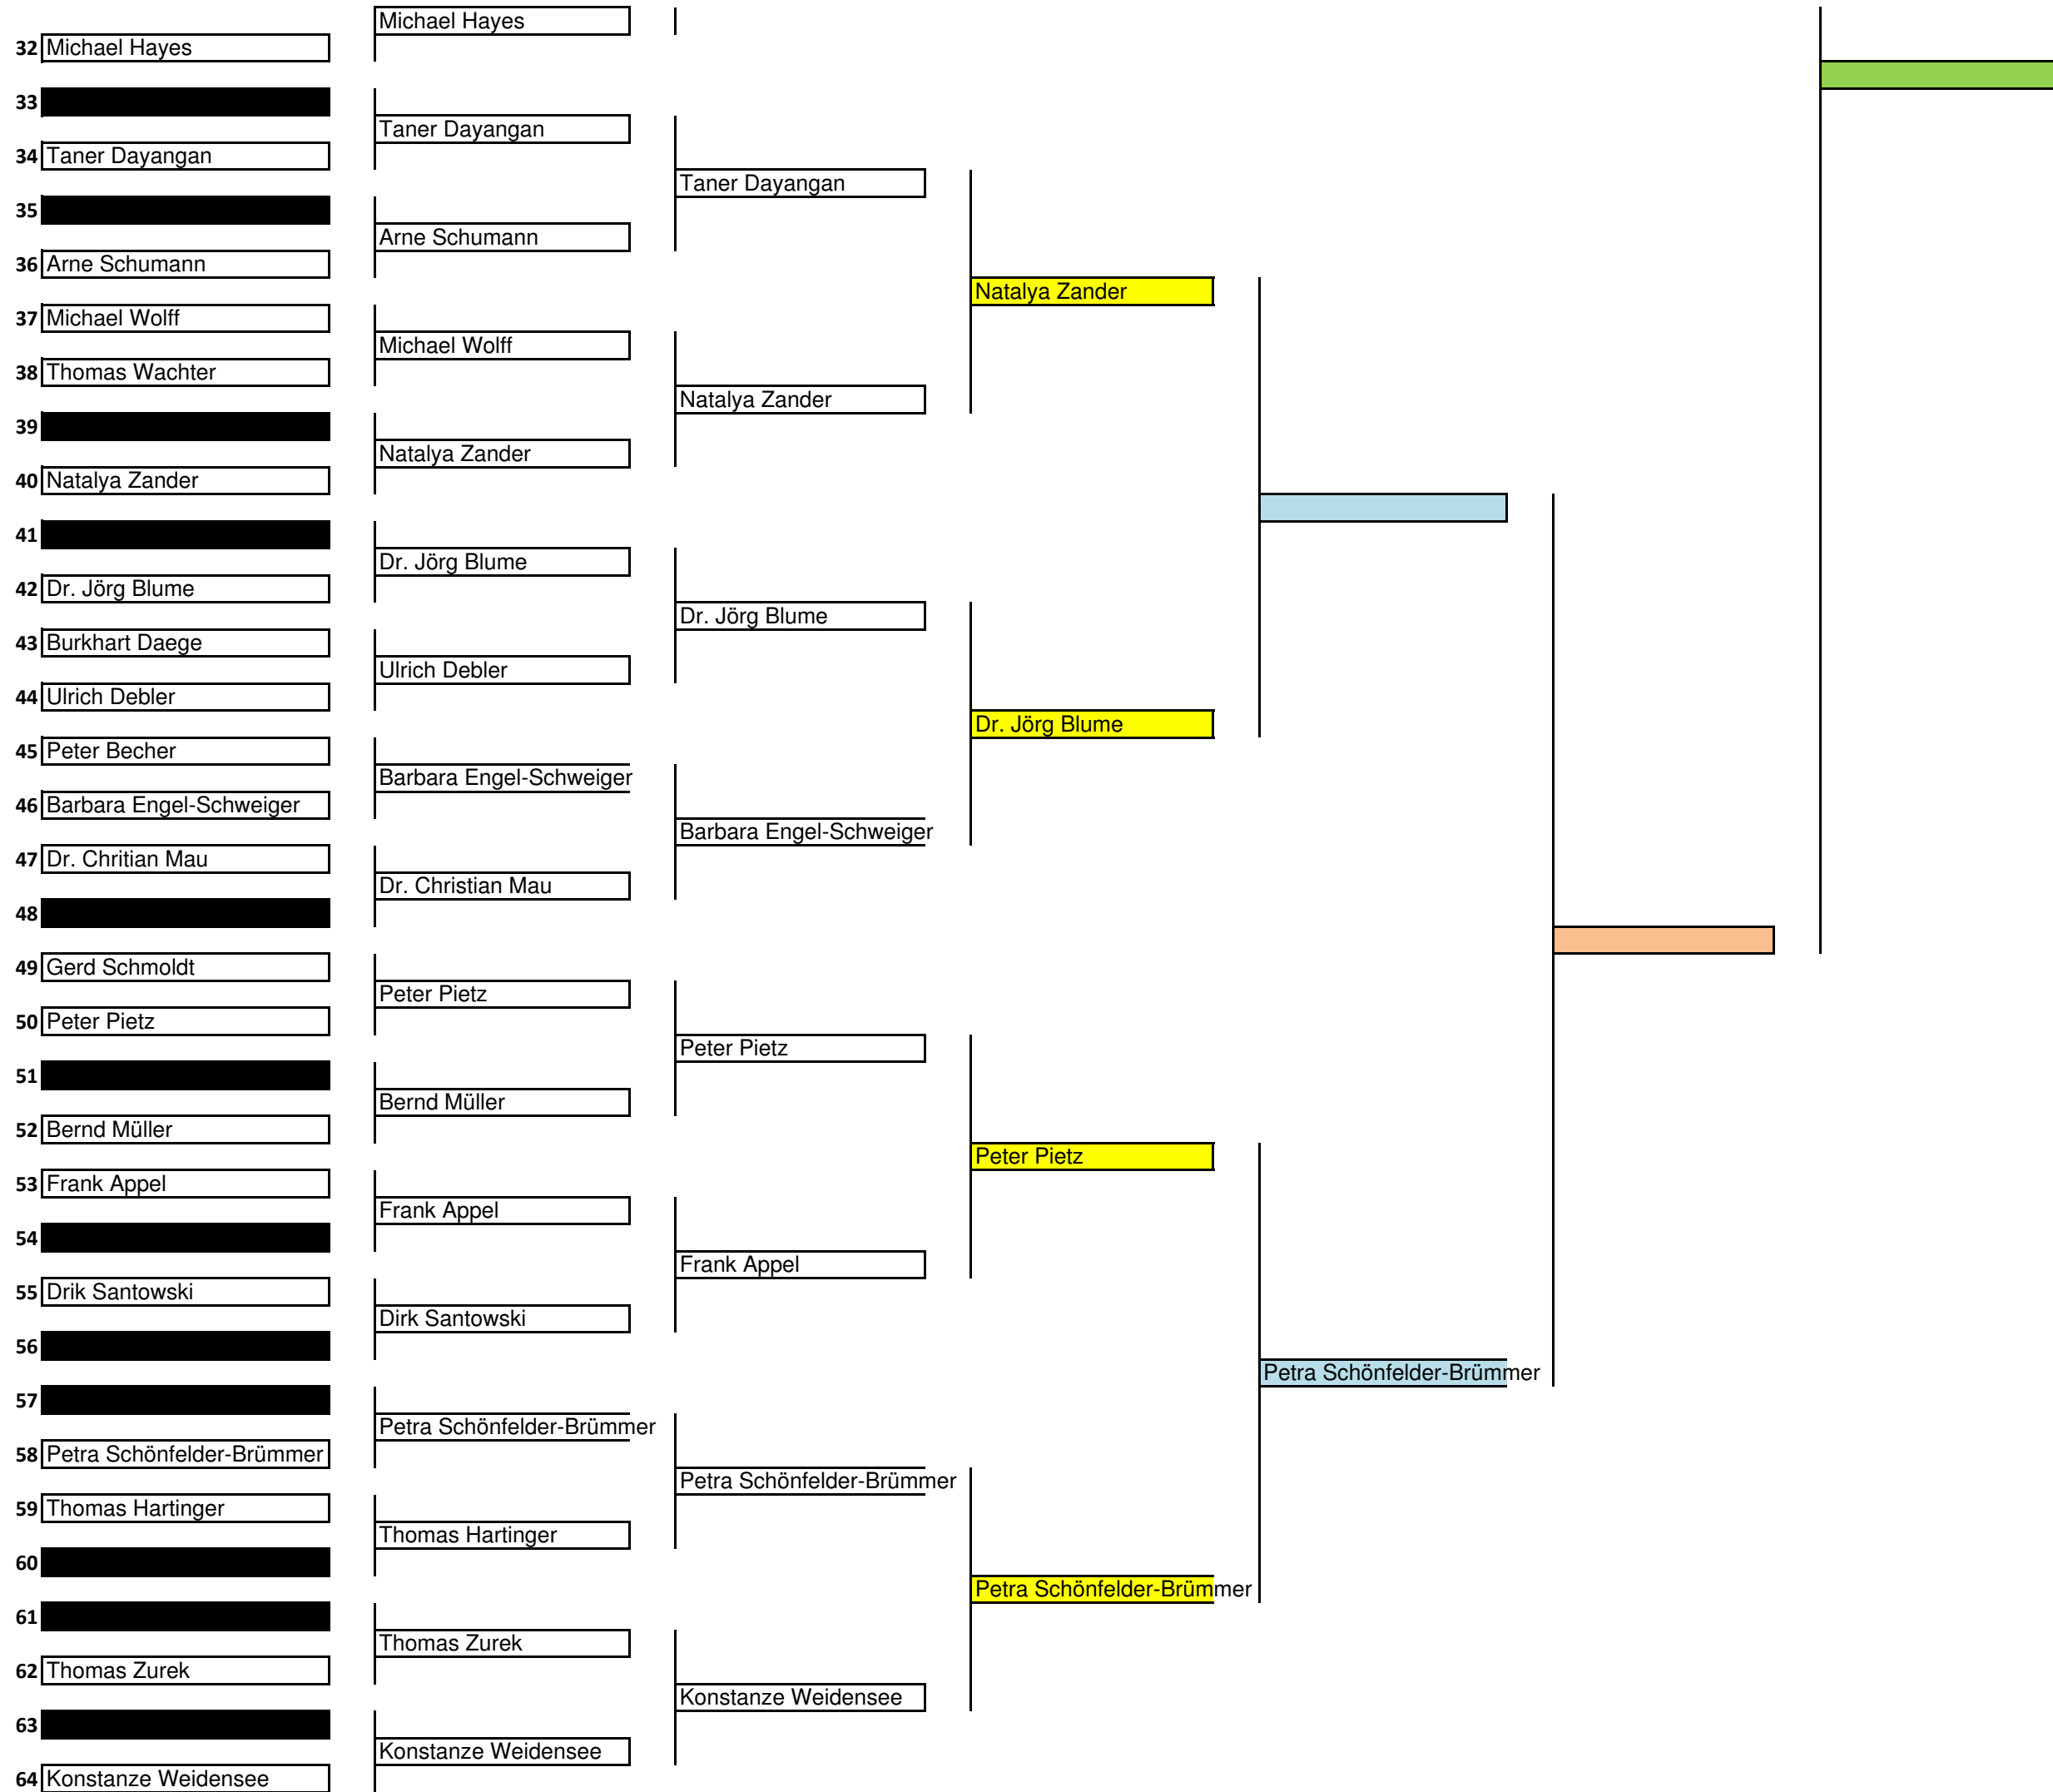 Michael Hayes
32 Michael Hayes
33
Taner Dayangan
34 Taner Dayangan
Taner Dayangan
35
Arne Schumann
36 Arne Schumann
Natalya Zander
37 Michael Wolff
Michael Wolff
38 Thomas Wachter
Natalya Zander
39
Natalya Zander
40 Natalya Zander
41
Dr. Jörg Blume
42 Dr. Jörg Blume
Dr. Jörg Blume
43 Burkhart Daege
Ulrich Debler
44 Ulrich Debler
Dr. Jörg Blume
45 Peter Becher
Barbara Engel-Schweiger
46 Barbara Engel-Schweiger
Barbara Engel-Schweiger
47 Dr. Chritian Mau
Dr. Christian Mau
48
49 Gerd Schmoldt
Peter Pietz
50 Peter Pietz
Peter Pietz
51
Bernd Müller
52 Bernd Müller
Peter Pietz
53 Frank Appel
Frank Appel
54
Frank Appel
55 Drik Santowski
Dirk Santowski
56
Petra Schönfelder-Brümmer
57
Petra Schönfelder-Brümmer
58 Petra Schönfelder-Brümmer
Petra Schönfelder-Brümmer
59 Thomas Hartinger
Thomas Hartinger
60
Petra Schönfelder-Brümmer
61
Thomas Zurek
62 Thomas Zurek
Konstanze Weidensee
63
Konstanze Weidensee
64 Konstanze Weidensee